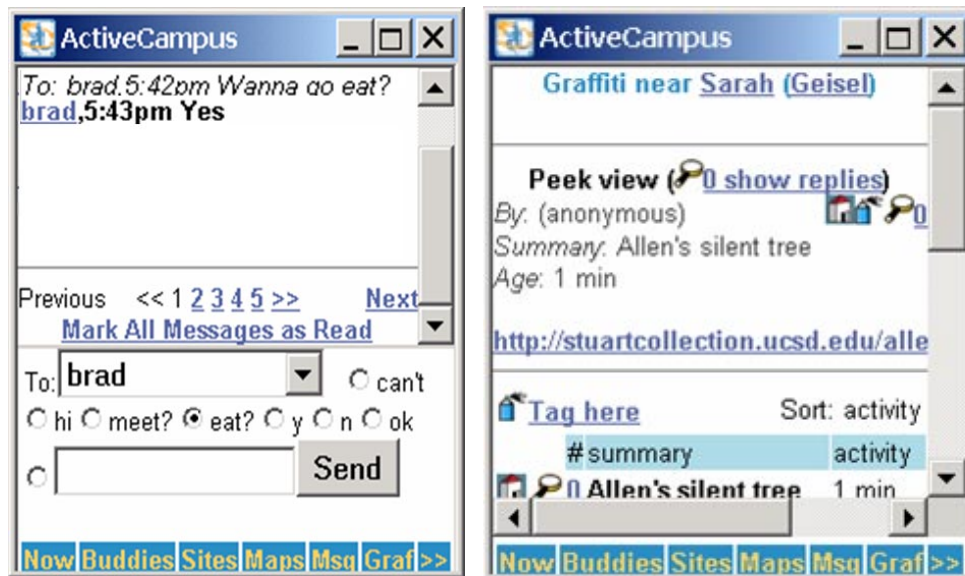 ActiveCampus
To: brad.5:42pm Wanna go eat?
brad,5:43pm Yes
Previous << 1 2 3 4 5 >> Next
Mark All Messages as Read
To: brad can't
hi meet? eat? y n ok
Send
Now Buddies Sites Maps Msg Graf >>
ActiveCampus
Graffiti near Sarah (Geisel)
Peek view (0 show replies)
By: (anonymous) 0
Summary: Allen's silent tree
Age: 1 min
http://stuartcollection.ucsd.edu/alle
Tag here Sort: activity
# summary activity
0 Allen's silent tree 1 min
Now Buddies Sites Maps Msg Graf >>